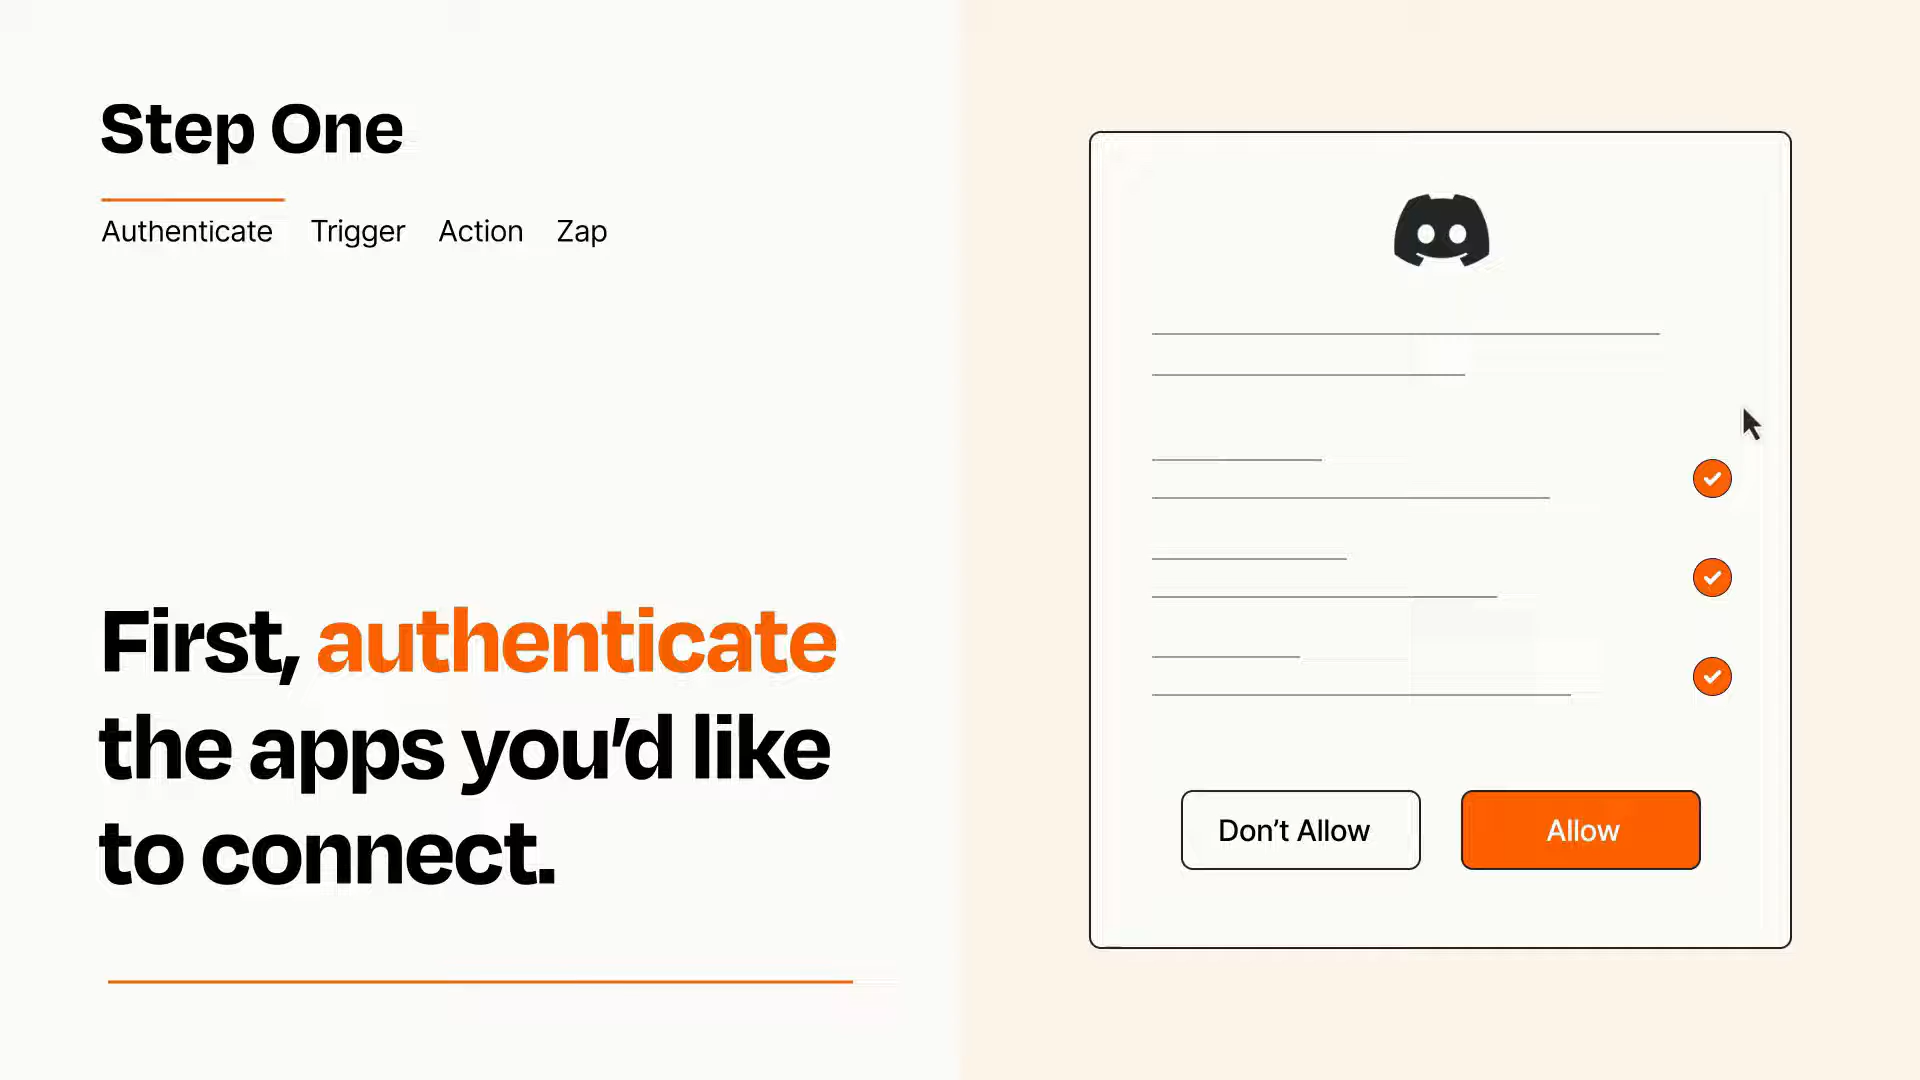 Step One
Authenticate Trigger Action Zap
First, authenticate
the apps you’d like
to connect.
Don’t Allow
Allow